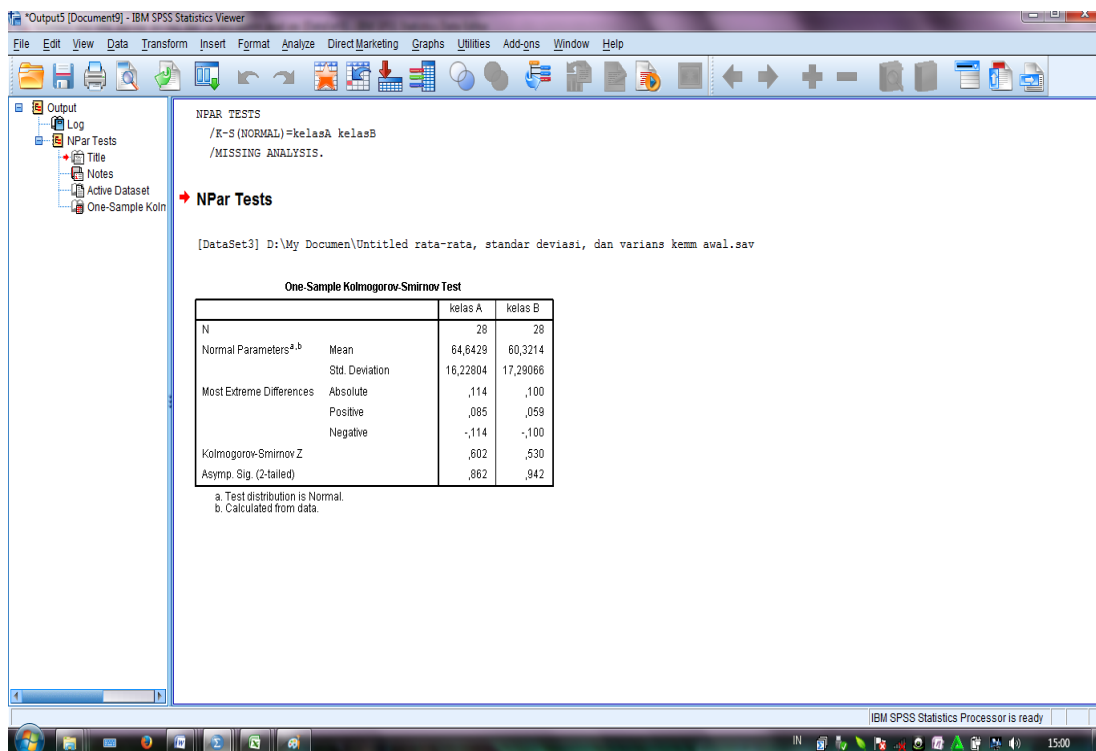 *Output5 [Document9] - IBM SPSS Statistics Viewer
File Edit View Data Transform Insert Format Analyze Direct Marketing Graphs Utilities Add-ons Window Help
Output
Log
NPar Tests
Title
Notes
Active Dataset
One-Sample Kolm
NPAR TESTS
/K-S(NORMAL)=kelasA kelasB
/MISSING ANALYSIS.
NPar Tests
[DataSet3] D:\My Documen\Untitled rata-rata, standar deviasi, dan varians kemm awal.sav
One-Sample Kolmogorov-Smirnov Test
kelas A kelas B
N 28 28
Normal Parameters a,b Mean 64,6429 60,3214
Std. Deviation 16,22804 17,29066
Most Extreme Differences Absolute ,114 ,100
Positive ,085 ,059
Negative -,114 -,100
Kolmogorov-Smirnov Z ,602 ,530
Asymp. Sig. (2-tailed) ,862 ,942
a. Test distribution is Normal.
b. Calculated from data.
IBM SPSS Statistics Processor is ready
IN 15:00